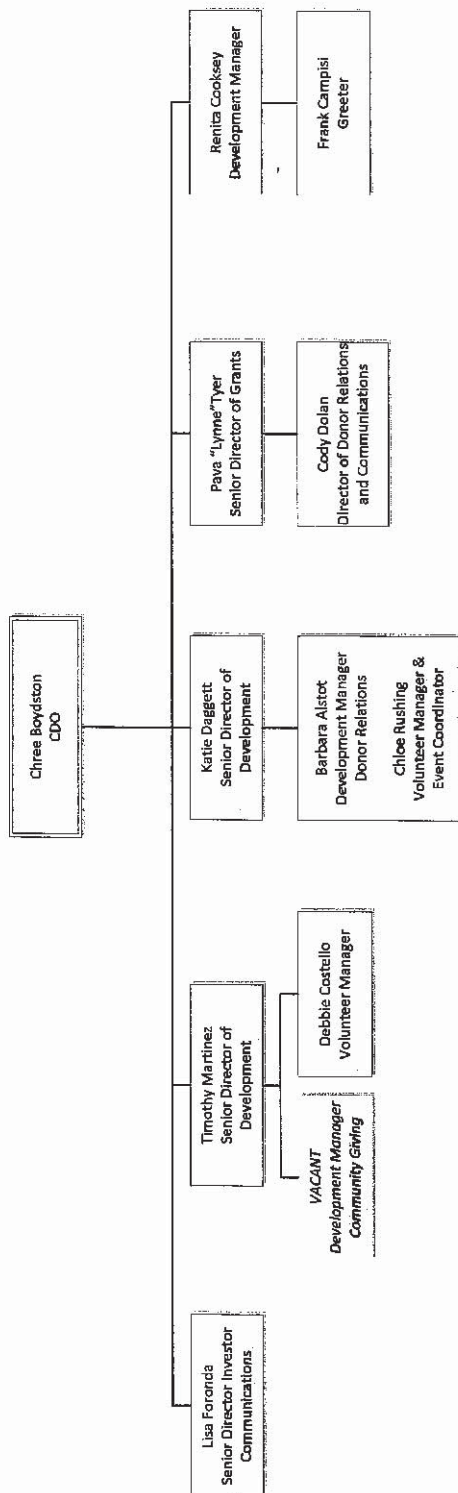 Chree Boydston
CDO
Lisa Foronda
Senior Director Investor
Communications
Timothy Martinez
Senior Director of
Development
Katie Daggett
Senior Director of
Development
Pava "Lynne"Tyer
Senior Director of Grants
Renita Cooksey
Development Manager
VACANT
Development Manager
Community Giving
Debbie Costello
Volunteer Manager
Barbara Alstot
Development Manager
Donor Relations
Chloe Rushing
Volunteer Manager &
Event Coordinator
Cody Dolan
Director of Donor Relations
and Communications
Frank Campisi
Greeter